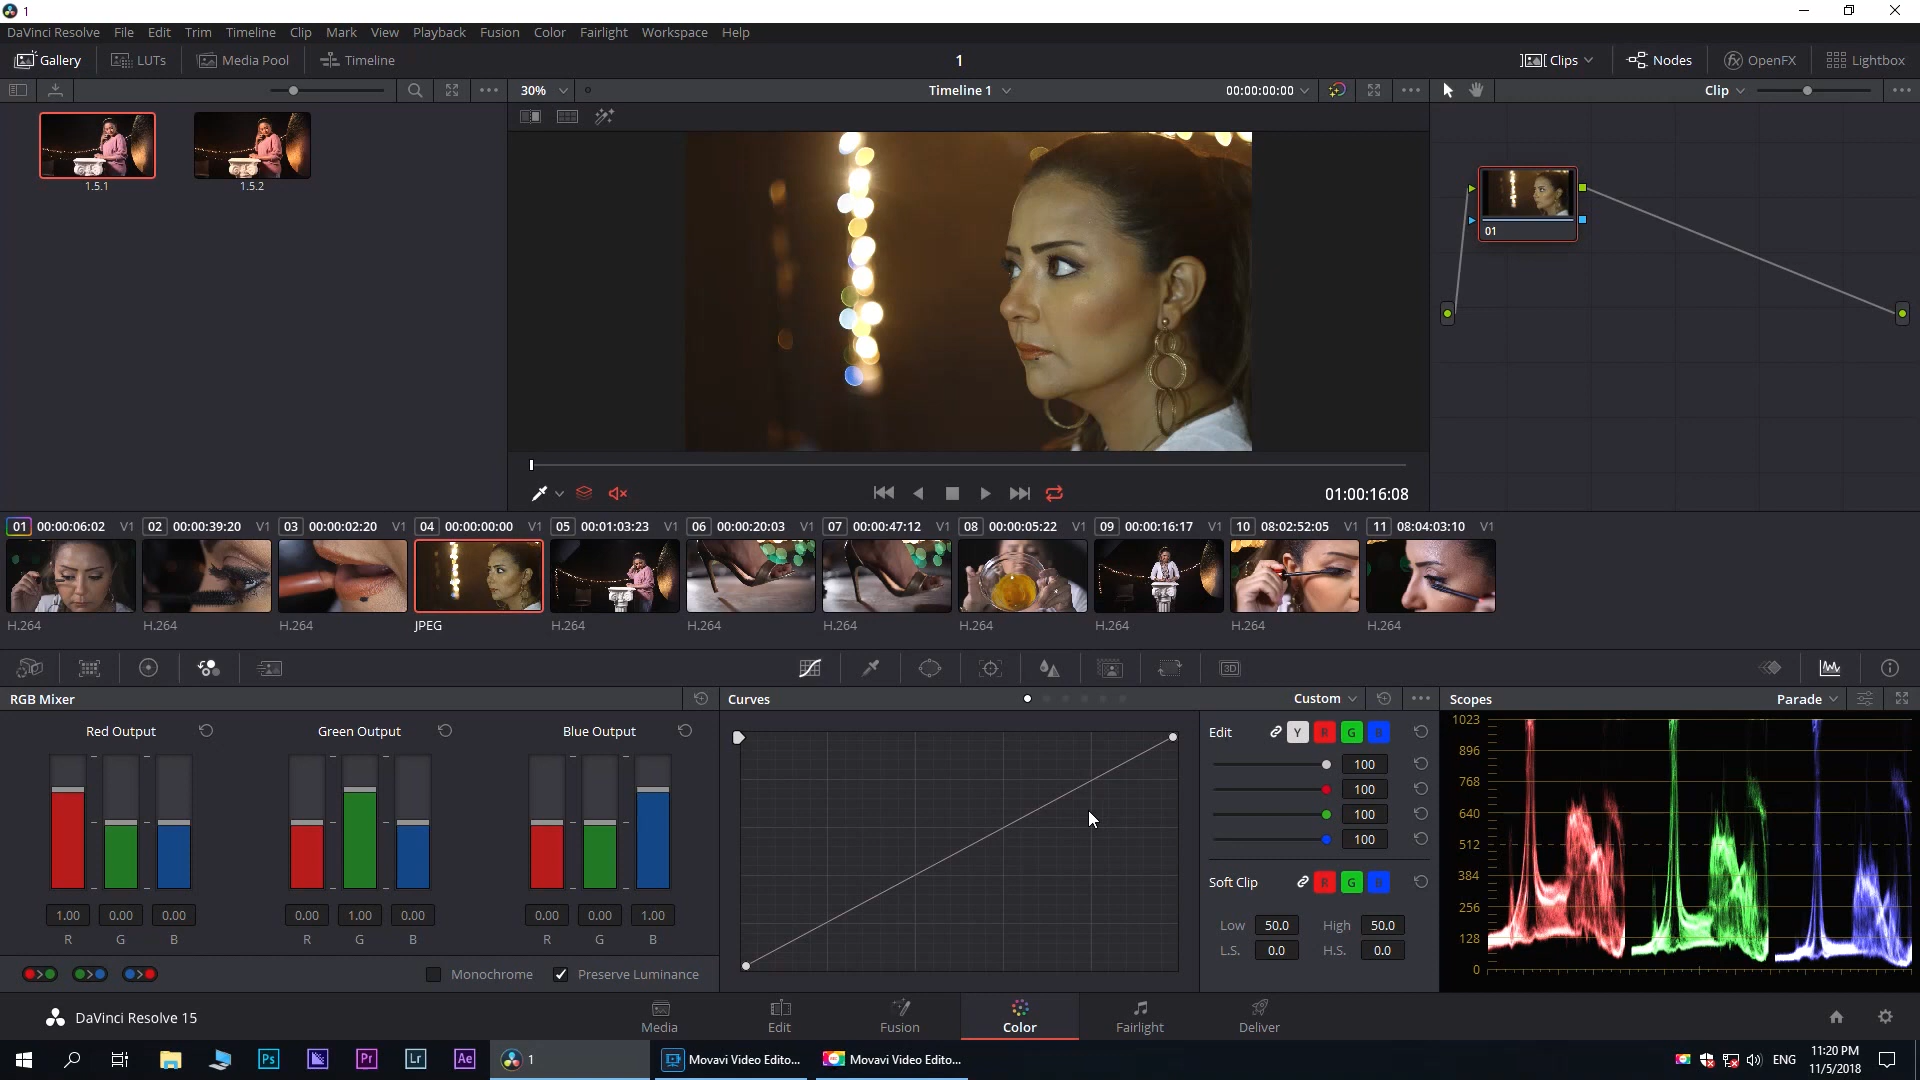 1
DaVinci Resolve File Edit Trim Timeline Clip Mark View Playback Fusion Color Fairlight Workspace Help
Gallery LUTs Media Pool Timeline 1 Clips Nodes fx OpenFX Lightbox
30% Timeline 1 00:00:00:00 Clip
1.5.1 1.5.2
01
01:00:16:08
01 00:00:06:02 V1 02 00:00:39:20 V1 03 00:00:02:20 V1 04 00:00:00:00 V1 05 00:01:03:23 V1 06 00:00:20:03 V1 07 00:00:47:12 V1 08 00:00:05:22 V1 09 00:00:16:17 V1 10 08:02:52:05 V1 11 08:04:03:10 V1
H.264 H.264 H.264 JPEG H.264 H.264 H.264 H.264 H.264 H.264 H.264
3D
RGB Mixer Curves Custom Scopes Parade
Red Output Green Output Blue Output
1.00 0.00 0.00 0.00 1.00 0.00 0.00 0.00 1.00
R G B R G B R G B
Monochrome Preserve Luminance
Edit Y R G B
100
100
100
100
Soft Clip R G B
Low 50.0 High 50.0
L.S. 0.0 H.S. 0.0
1023
896
768
640
512
384
256
128
0
DaVinci Resolve 15
Media Edit Fusion Color Fairlight Deliver
Ps Pr Lr Ae 1 Movavi Video Edito... Movavi Video Edito... ENG 11:20 PM
11/5/2018